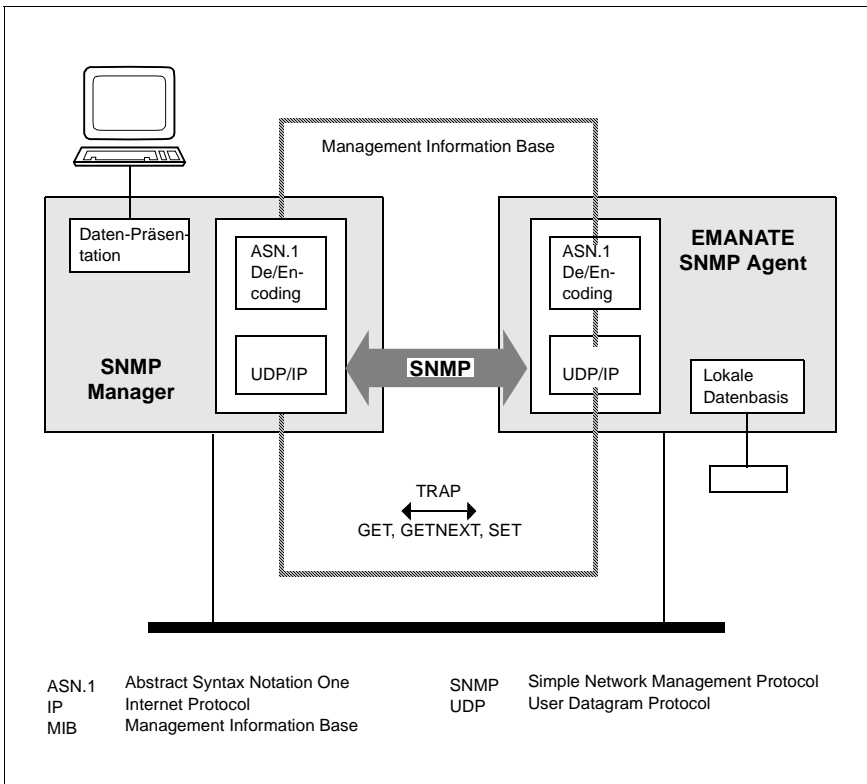 Management Information Base
Daten-Präsen-
tation
ASN.1
De/En-
coding
UDP/IP
SNMP
Manager
SNMP
ASN.1
De/En-
coding
UDP/IP
EMANATE
SNMP Agent
Lokale
Datenbasis
TRAP
GET, GETNEXT, SET
ASN.1 Abstract Syntax Notation One
IP Internet Protocol
MIB Management Information Base
SNMP Simple Network Management Protocol
UDP User Datagram Protocol